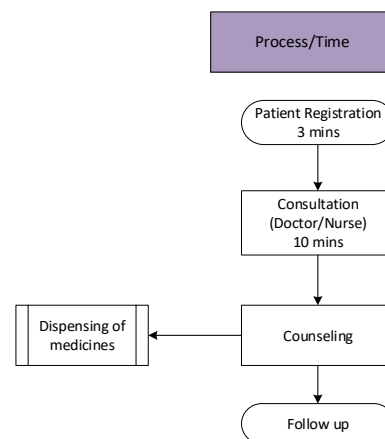 Process/Time
Patient Registration
3 mins
Consultation
(Doctor/Nurse)
10 mins
Dispensing of
medicines
Counseling
Follow up